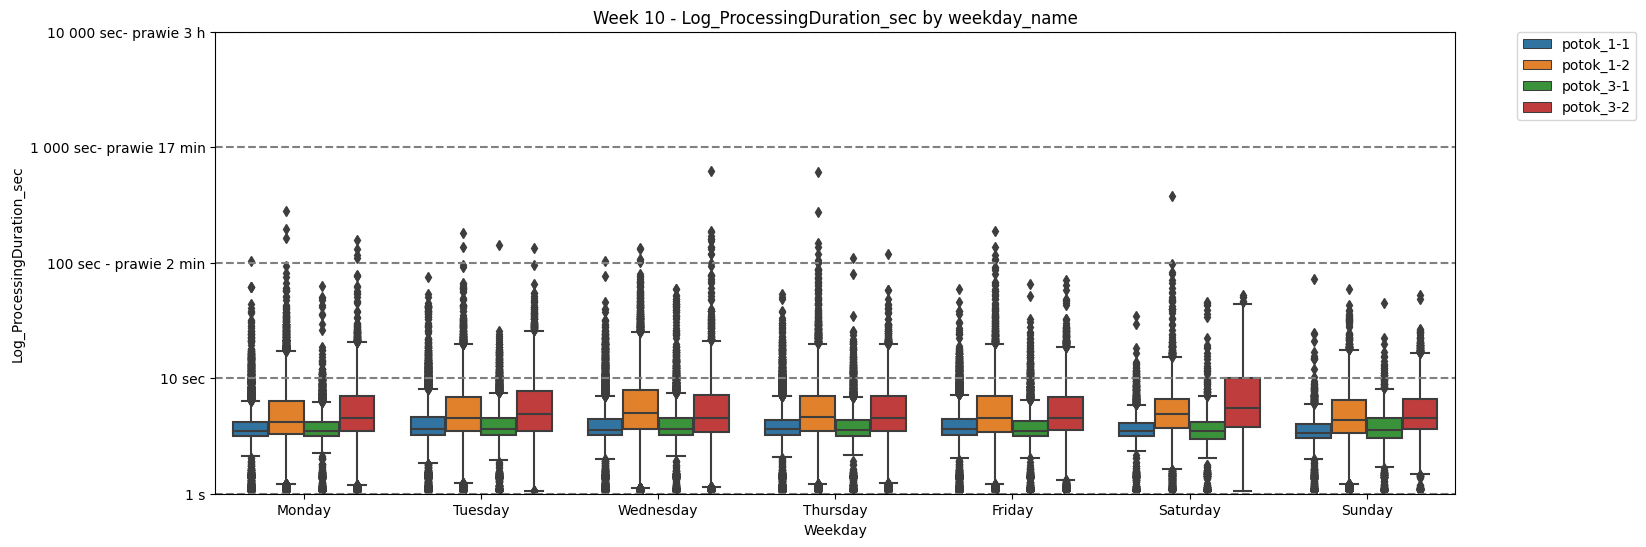 Week 10 - Log_ProcessingDuration_sec by weekday_name
10 000 sec- prawie 3 h
1 000 sec- prawie 17 min
100 sec - prawie 2 min
10 sec
1 s
Log_ProcessingDuration_sec
Monday
Tuesday
Wednesday
Thursday
Friday
Saturday
Sunday
Weekday
potok_1-1
potok_1-2
potok_3-1
potok_3-2